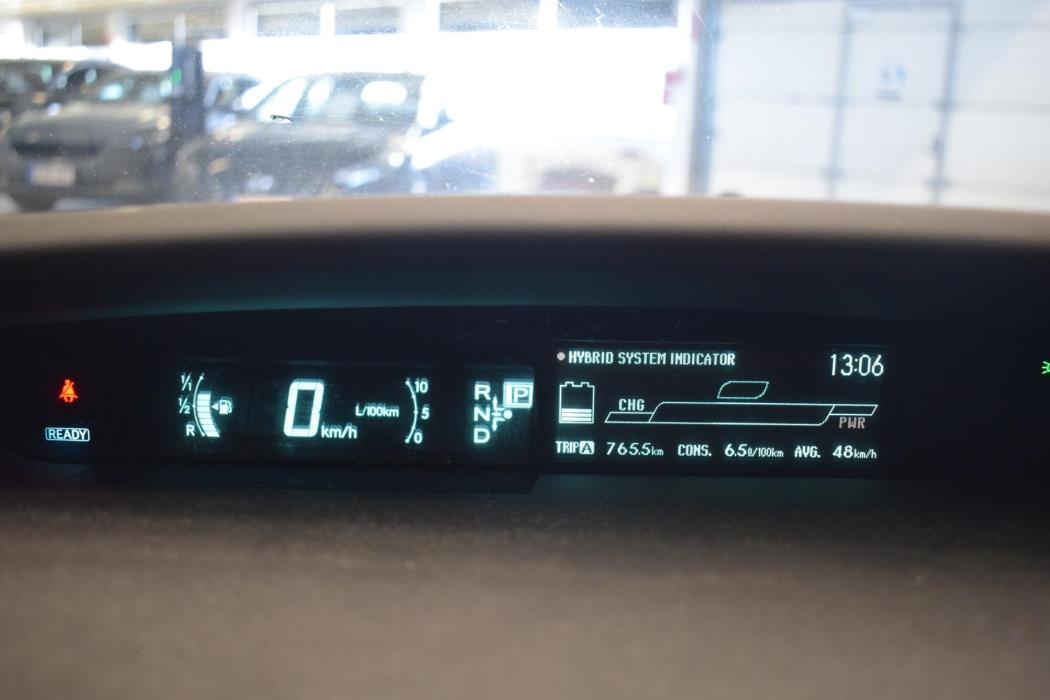 READY
1/1
1/2
R
0 km/h
L/100km
10
5
0
R P
N
D
HYBRID SYSTEM INDICATOR 13:06
CHG
PWR
TRIP A 765.5km CONS. 6.5ℓ/100km AVG. 48km/h